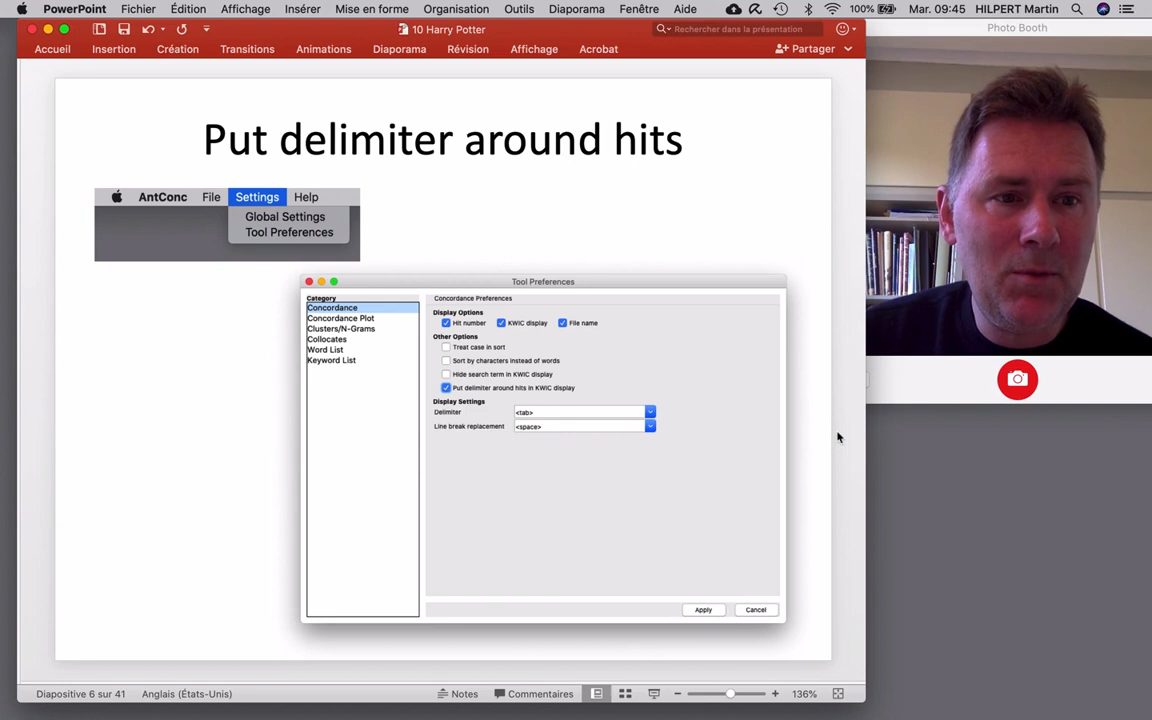 PowerPoint Fichier Édition Affichage Insérer Mise en forme Organisation Outils Diaporama Fenêtre Aide 100% Mar. 09:45 HILPERT Martin
10 Harry Potter
Rechercher dans la présentation
Photo Booth
Accueil Insertion Création Transitions Animations Diaporama Révision Affichage Acrobat Partager
Put delimiter around hits
AntConc File Settings Help
Global Settings
Tool Preferences
Tool Preferences
Category
Concordance
Concordance Plot
Clusters/N-Grams
Collocates
Word List
Keyword List
Concordance Preferences
Display Options
Hit number KWIC display File name
Other Options
Treat case in sort
Sort by characters instead of words
Hide search term in KWIC display
Put delimiter around hits in KWIC display
Display Settings
Delimiter <tab>
Line break replacement <space>
Apply Cancel
Diapositive 6 sur 41 Anglais (États-Unis) Notes Commentaires 136%